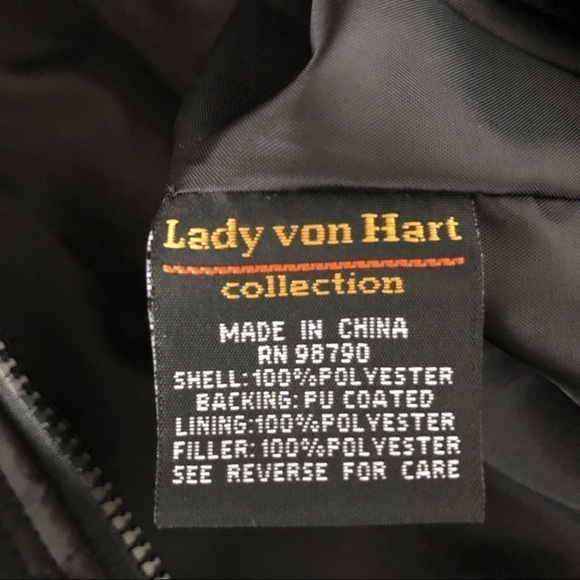 Lady von Hart
collection
MADE IN CHINA
RN 98790
SHELL:100%POLYESTER
BACKING: PU COATED
LINING:100%POLYESTER
FILLER:100%POLYESTER
SEE REVERSE FOR CARE